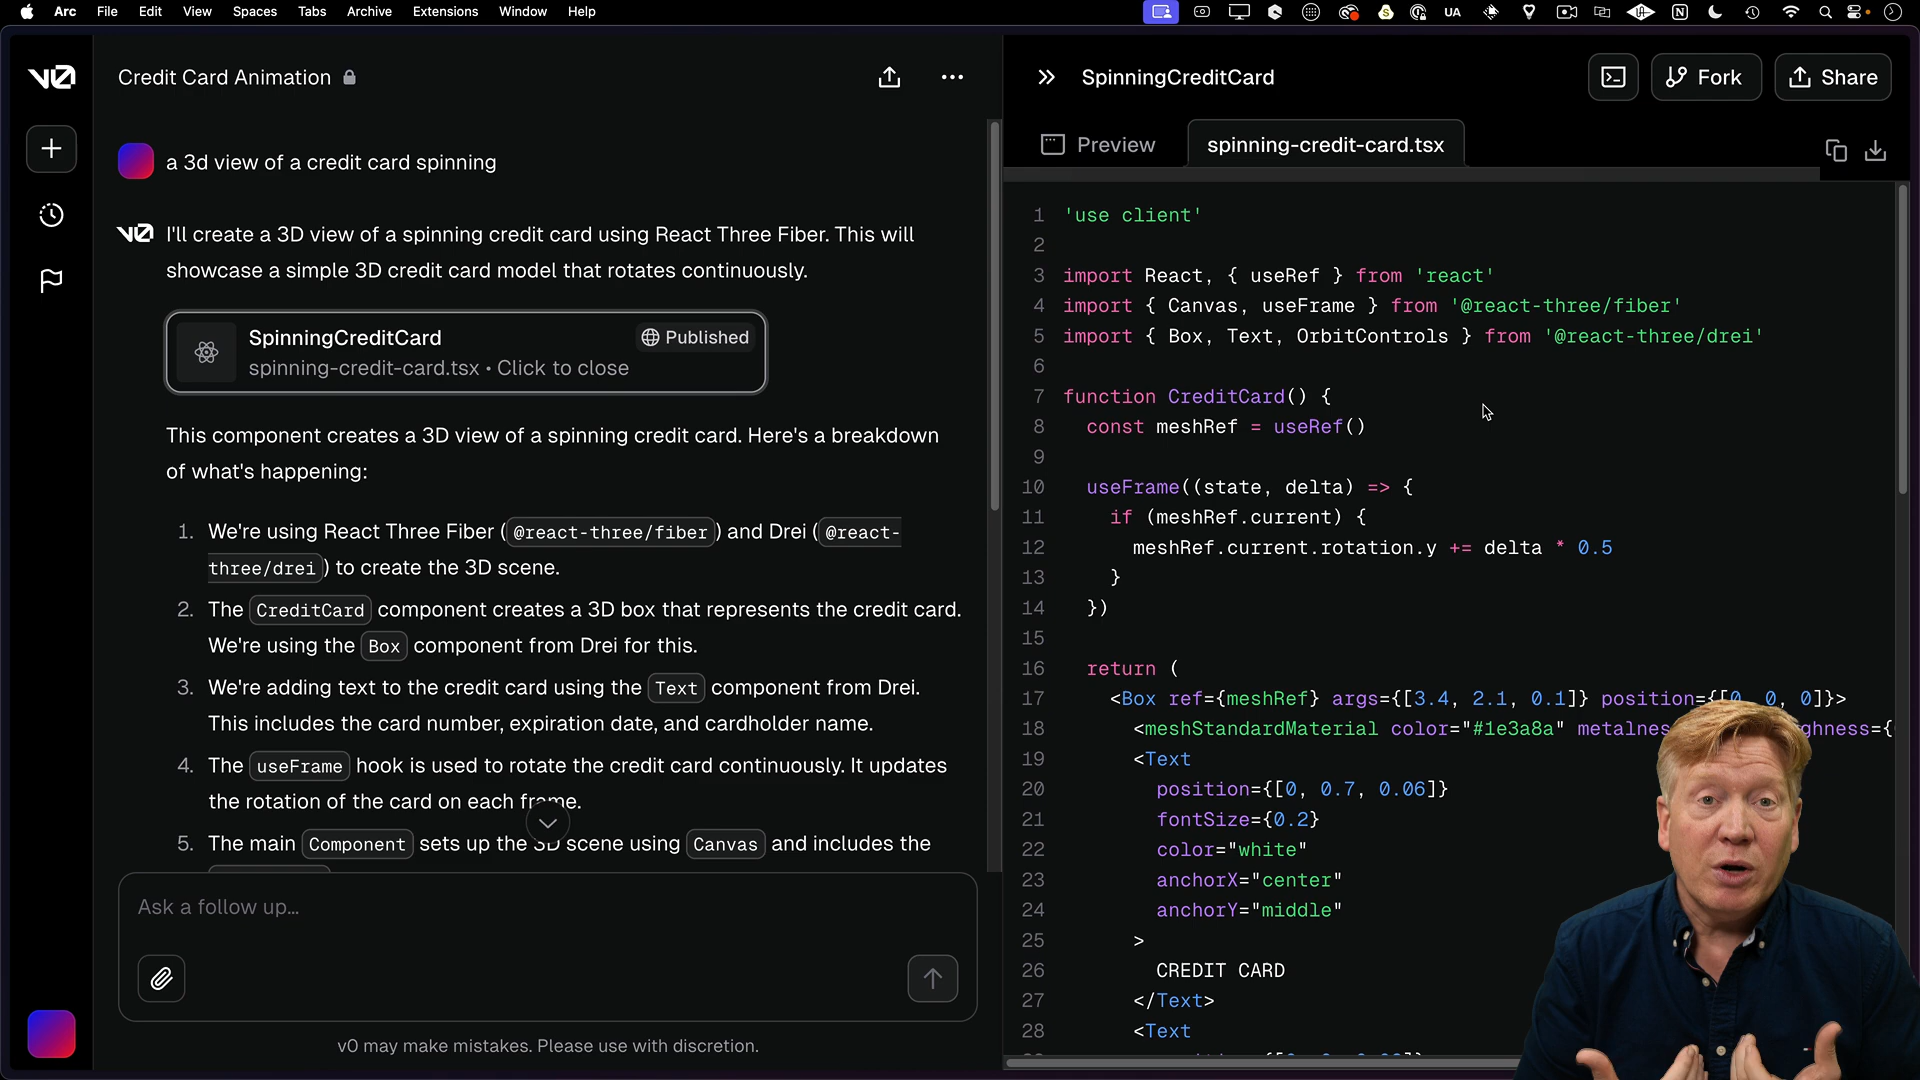 Arc File Edit View Spaces Tabs Archive Extensions Window Help
UA
v0
Credit Card Animation
a 3d view of a credit card spinning
v0
I'll create a 3D view of a spinning credit card using React Three Fiber. This will
showcase a simple 3D credit card model that rotates continuously.
SpinningCreditCard
Published
spinning-credit-card.tsx • Click to close
This component creates a 3D view of a spinning credit card. Here's a breakdown
of what's happening:
1. We're using React Three Fiber ( @react-three/fiber ) and Drei ( @react-
three/drei ) to create the 3D scene.
2. The CreditCard component creates a 3D box that represents the credit card.
We're using the Box component from Drei for this.
3. We're adding text to the credit card using the Text component from Drei.
This includes the card number, expiration date, and cardholder name.
4. The useFrame hook is used to rotate the credit card continuously. It updates
the rotation of the card on each frame.
5. The main Component sets up the 3D scene using Canvas and includes the
Ask a follow up...
v0 may make mistakes. Please use with discretion.
SpinningCreditCard
Fork
Share
Preview
spinning-credit-card.tsx
1 'use client'
2
3 import React, { useRef } from 'react'
4 import { Canvas, useFrame } from '@react-three/fiber'
5 import { Box, Text, OrbitControls } from '@react-three/drei'
6
7 function CreditCard() {
8 const meshRef = useRef()
9
10 useFrame((state, delta) => {
11 if (meshRef.current) {
12 meshRef.current.rotation.y += delta * 0.5
13 }
14 })
15
16 return (
17 <Box ref={meshRef} args={[3.4, 2.1, 0.1]} position={[0, 0, 0]}>
18 <meshStandardMaterial color="#1e3a8a"
19 <Text
20 position={[0, 0.7, 0.06]}
21 fontSize={0.2}
22 color="white"
23 anchorX="center"
24 anchorY="middle"
25 >
26 CREDIT CARD
27 </Text>
28 <Text